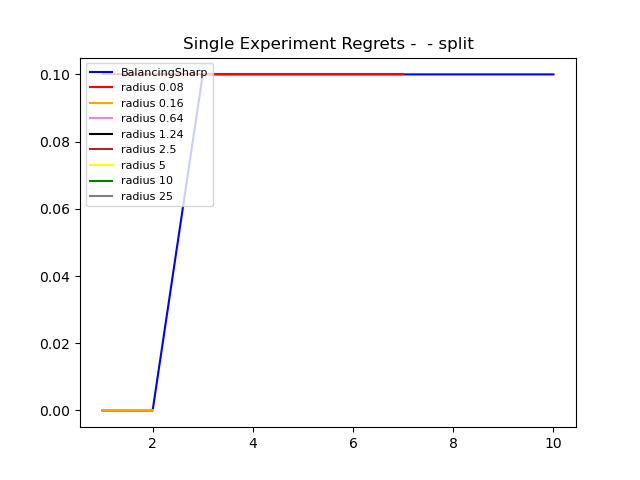 Single Experiment Regrets -  - split
0.10
0.08
0.06
0.04
0.02
0.00
BalancingSharp
radius 0.08
radius 0.16
radius 0.64
radius 1.24
radius 2.5
radius 5
radius 10
radius 25
2 4 6 8 10